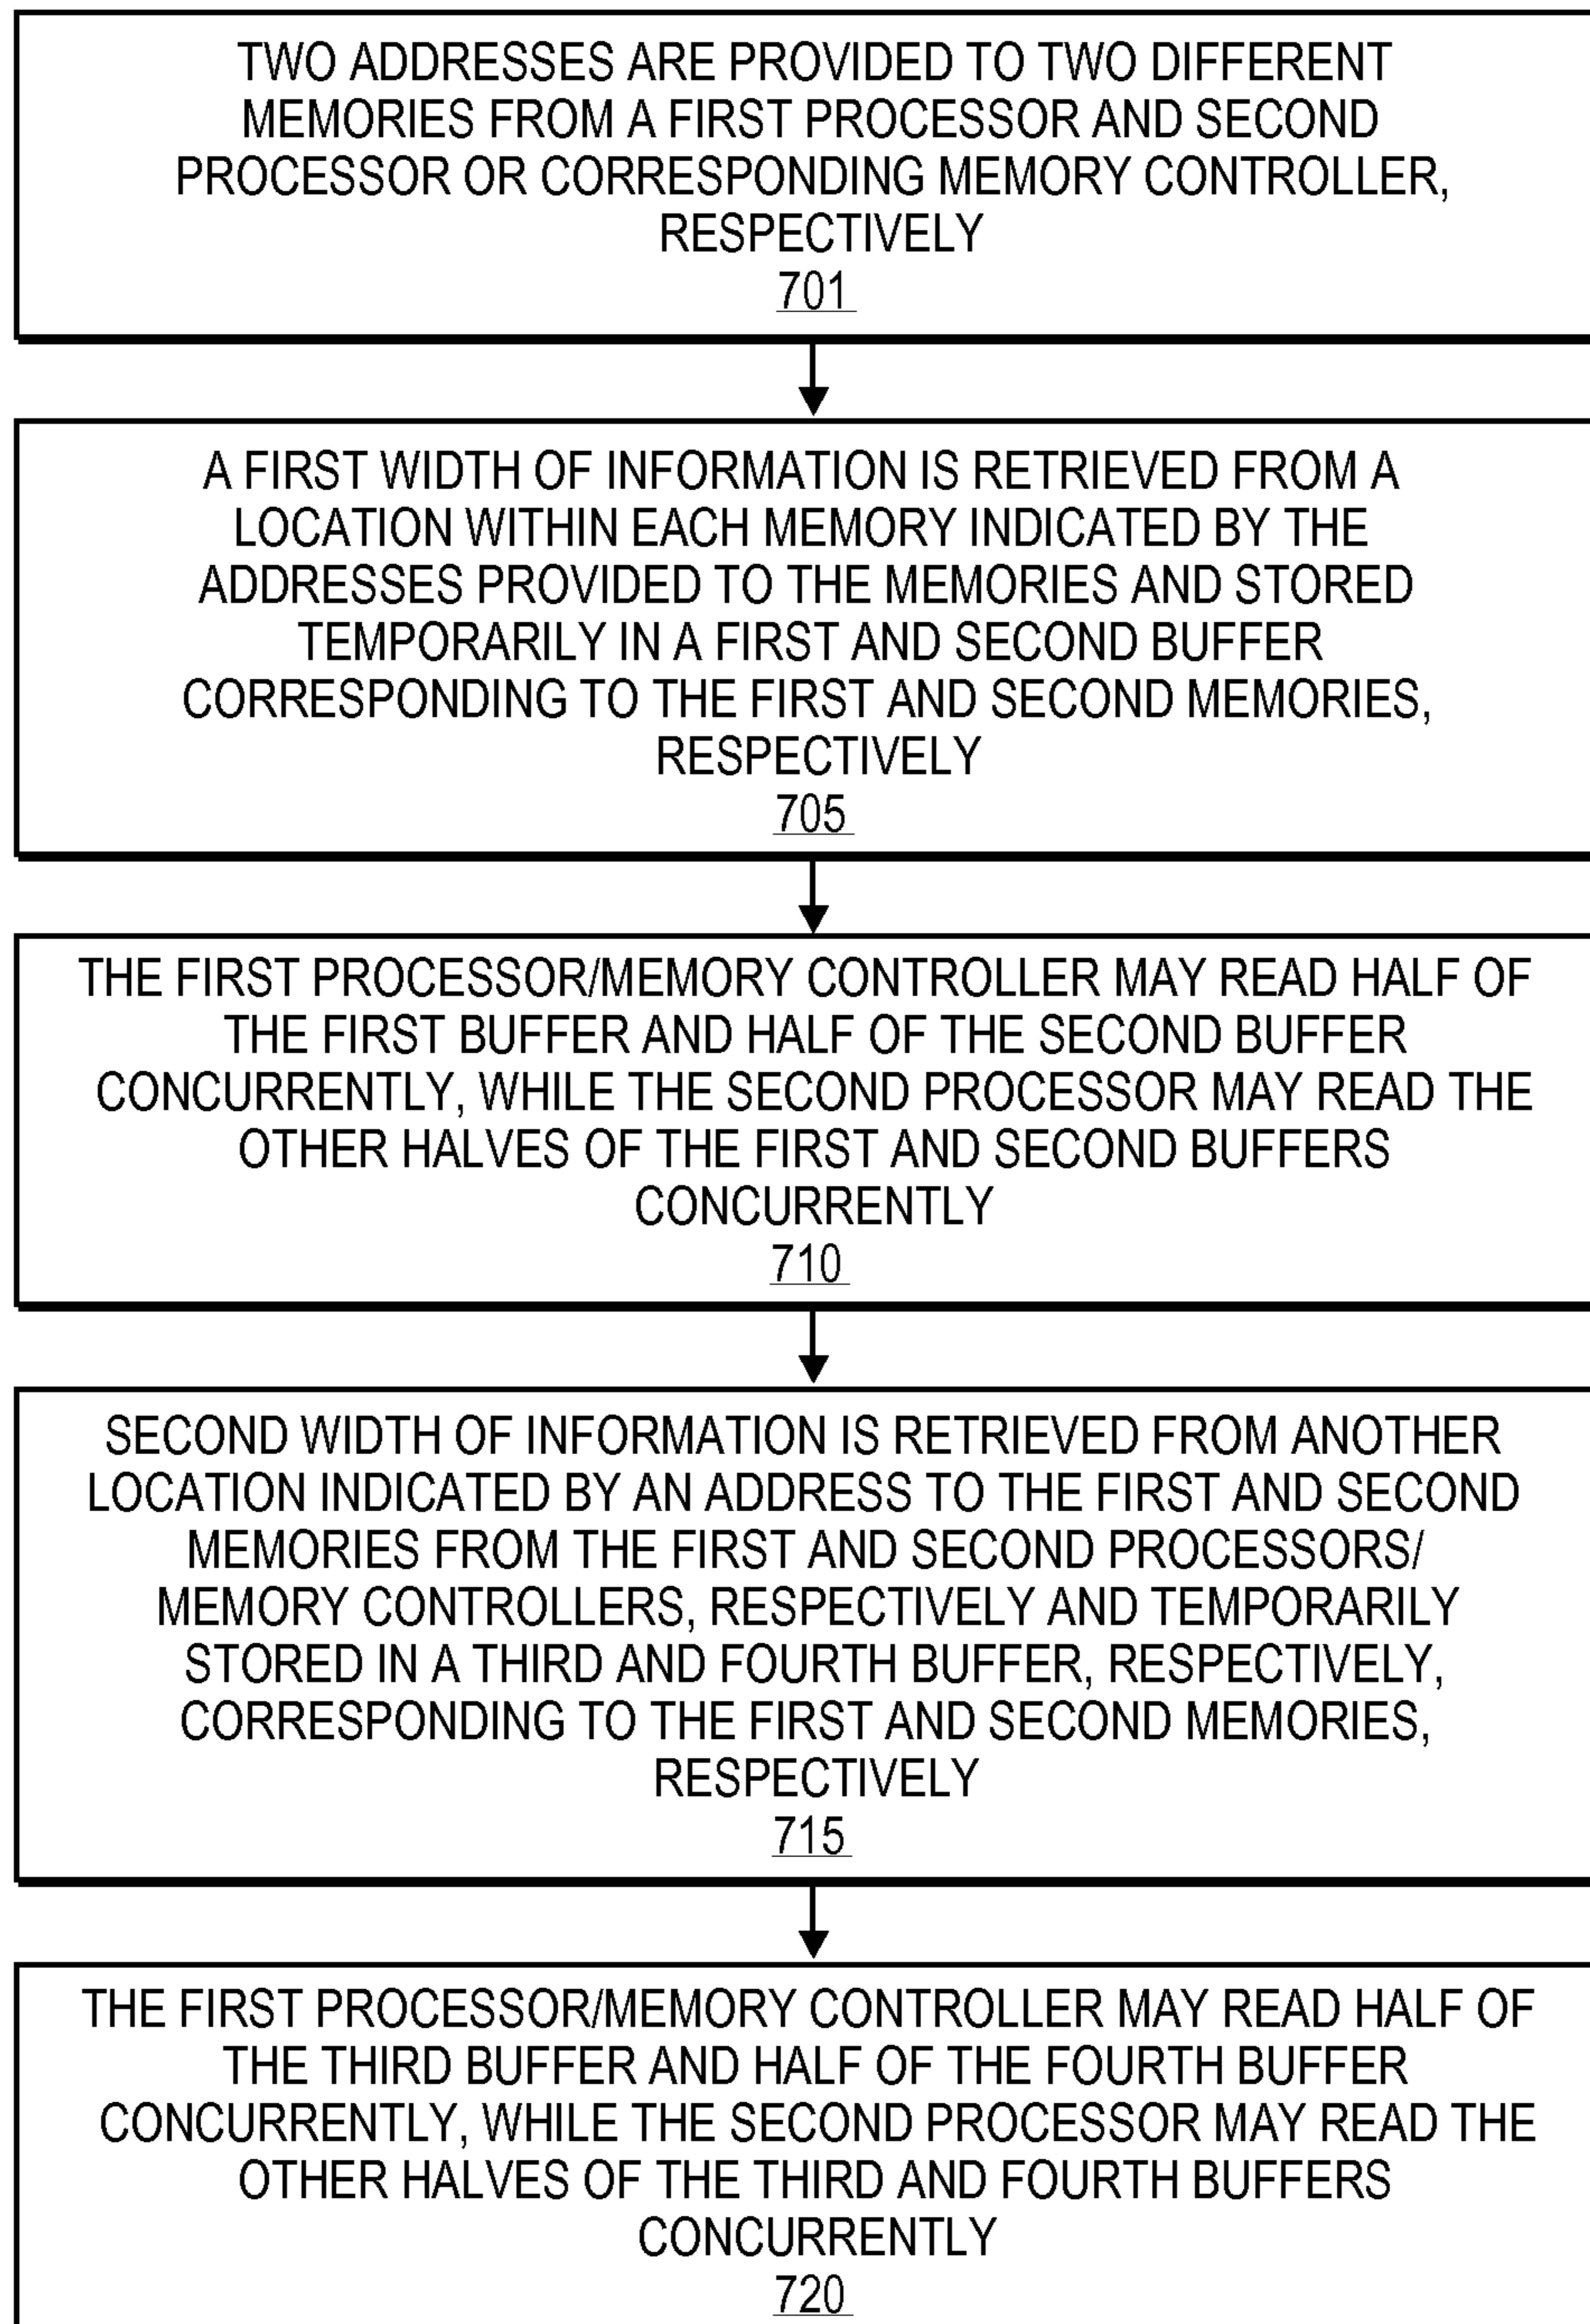 TWO ADDRESSES ARE PROVIDED TO TWO DIFFERENT
MEMORIES FROM A FIRST PROCESSOR AND SECOND
PROCESSOR OR CORRESPONDING MEMORY CONTROLLER,
RESPECTIVELY
701
A FIRST WIDTH OF INFORMATION IS RETRIEVED FROM A
LOCATION WITHIN EACH MEMORY INDICATED BY THE
ADDRESSES PROVIDED TO THE MEMORIES AND STORED
TEMPORARILY IN A FIRST AND SECOND BUFFER
CORRESPONDING TO THE FIRST AND SECOND MEMORIES,
RESPECTIVELY
705
THE FIRST PROCESSOR/MEMORY CONTROLLER MAY READ HALF OF
THE FIRST BUFFER AND HALF OF THE SECOND BUFFER
CONCURRENTLY, WHILE THE SECOND PROCESSOR MAY READ THE
OTHER HALVES OF THE FIRST AND SECOND BUFFERS
CONCURRENTLY
710
SECOND WIDTH OF INFORMATION IS RETRIEVED FROM ANOTHER
LOCATION INDICATED BY AN ADDRESS TO THE FIRST AND SECOND
MEMORIES FROM THE FIRST AND SECOND PROCESSORS/
MEMORY CONTROLLERS, RESPECTIVELY AND TEMPORARILY
STORED IN A THIRD AND FOURTH BUFFER, RESPECTIVELY,
CORRESPONDING TO THE FIRST AND SECOND MEMORIES,
RESPECTIVELY
715
THE FIRST PROCESSOR/MEMORY CONTROLLER MAY READ HALF OF
THE THIRD BUFFER AND HALF OF THE FOURTH BUFFER
CONCURRENTLY, WHILE THE SECOND PROCESSOR MAY READ THE
OTHER HALVES OF THE THIRD AND FOURTH BUFFERS
CONCURRENTLY
720